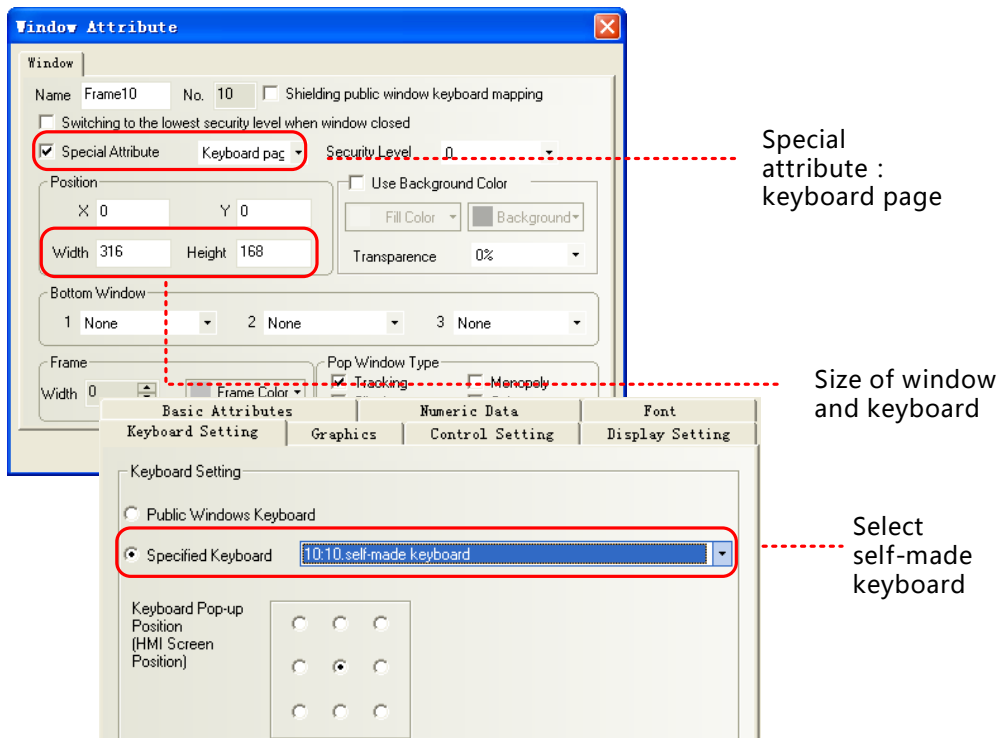 Window Attribute
Window
Name Frame10 No. 10 Shielding public window keyboard mapping
Switching to the lowest security level when window closed
Special Attribute Keyboard pag Security Level 0
Position
X 0 Y 0
Width 316 Height 168
Use Background Color
Fill Color Background
Transparence 0%
Bottom Window
1 None 2 None 3 None
Frame
Width 0 Frame Color
Pop Window Type
Tracking Monopoly
Special
attribute :
keyboard page
Size of window
and keyboard
Basic Attributes Numeric Data Font
Keyboard Setting Graphics Control Setting Display Setting
Keyboard Setting
Public Windows Keyboard
Specified Keyboard 10:10.self-made keyboard
Select
self-made
keyboard
Keyboard Pop-up
Position
(HMI Screen
Position)